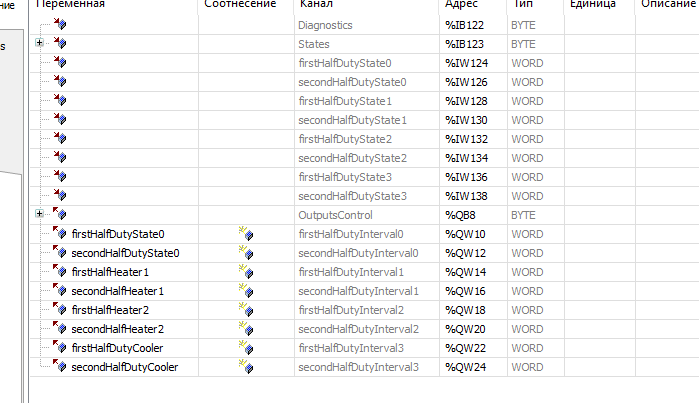 ние Переменная Соотнесение Канал Адрес Тип Единица Описание
Diagnostics %IB122 BYTE
s States %IB123 BYTE
firstHalfDutyState0 %IW124 WORD
secondHalfDutyState0 %IW126 WORD
firstHalfDutyState1 %IW128 WORD
secondHalfDutyState1 %IW130 WORD
firstHalfDutyState2 %IW132 WORD
secondHalfDutyState2 %IW134 WORD
firstHalfDutyState3 %IW136 WORD
secondHalfDutyState3 %IW138 WORD
OutputsControl %QB8 BYTE
firstHalfDutyState0 firstHalfDutyInterval0 %QW10 WORD
secondHalfDutyState0 secondHalfDutyInterval0 %QW12 WORD
firstHalfHeater1 firstHalfDutyInterval1 %QW14 WORD
secondHalfHeater1 secondHalfDutyInterval1 %QW16 WORD
firstHalfHeater2 firstHalfDutyInterval2 %QW18 WORD
secondHalfHeater2 secondHalfDutyInterval2 %QW20 WORD
firstHalfDutyCooler firstHalfDutyInterval3 %QW22 WORD
secondHalfDutyCooler secondHalfDutyInterval3 %QW24 WORD